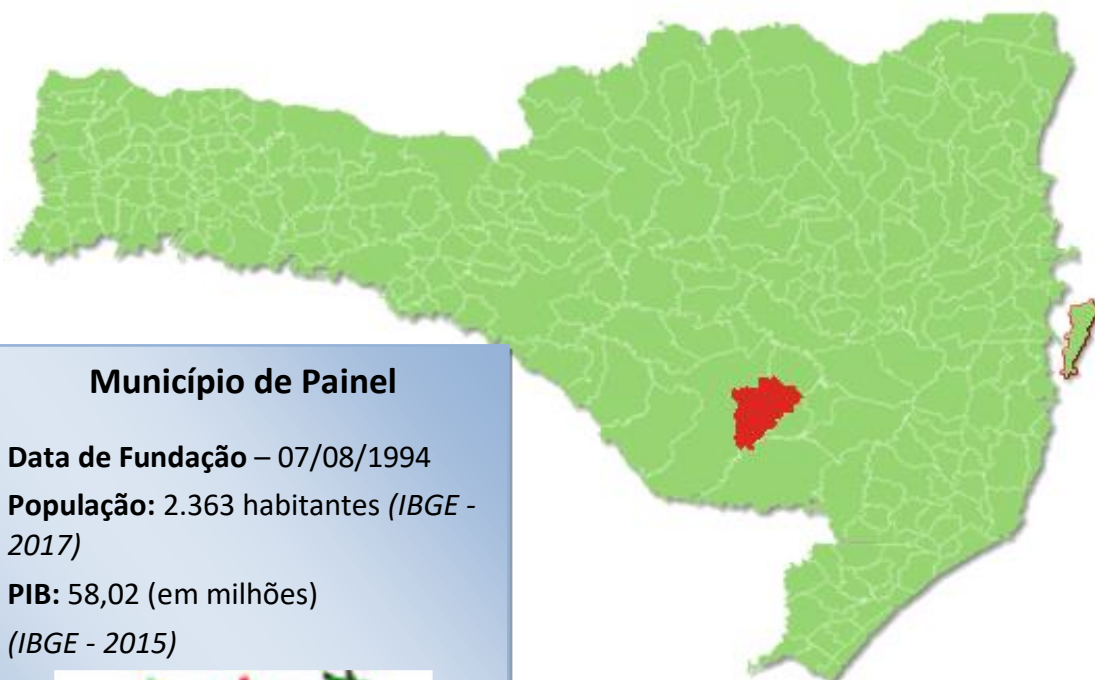 Município de Painel
Data de Fundação – 07/08/1994
População: 2.363 habitantes (IBGE -
2017)
PIB: 58,02 (em milhões)
(IBGE - 2015)